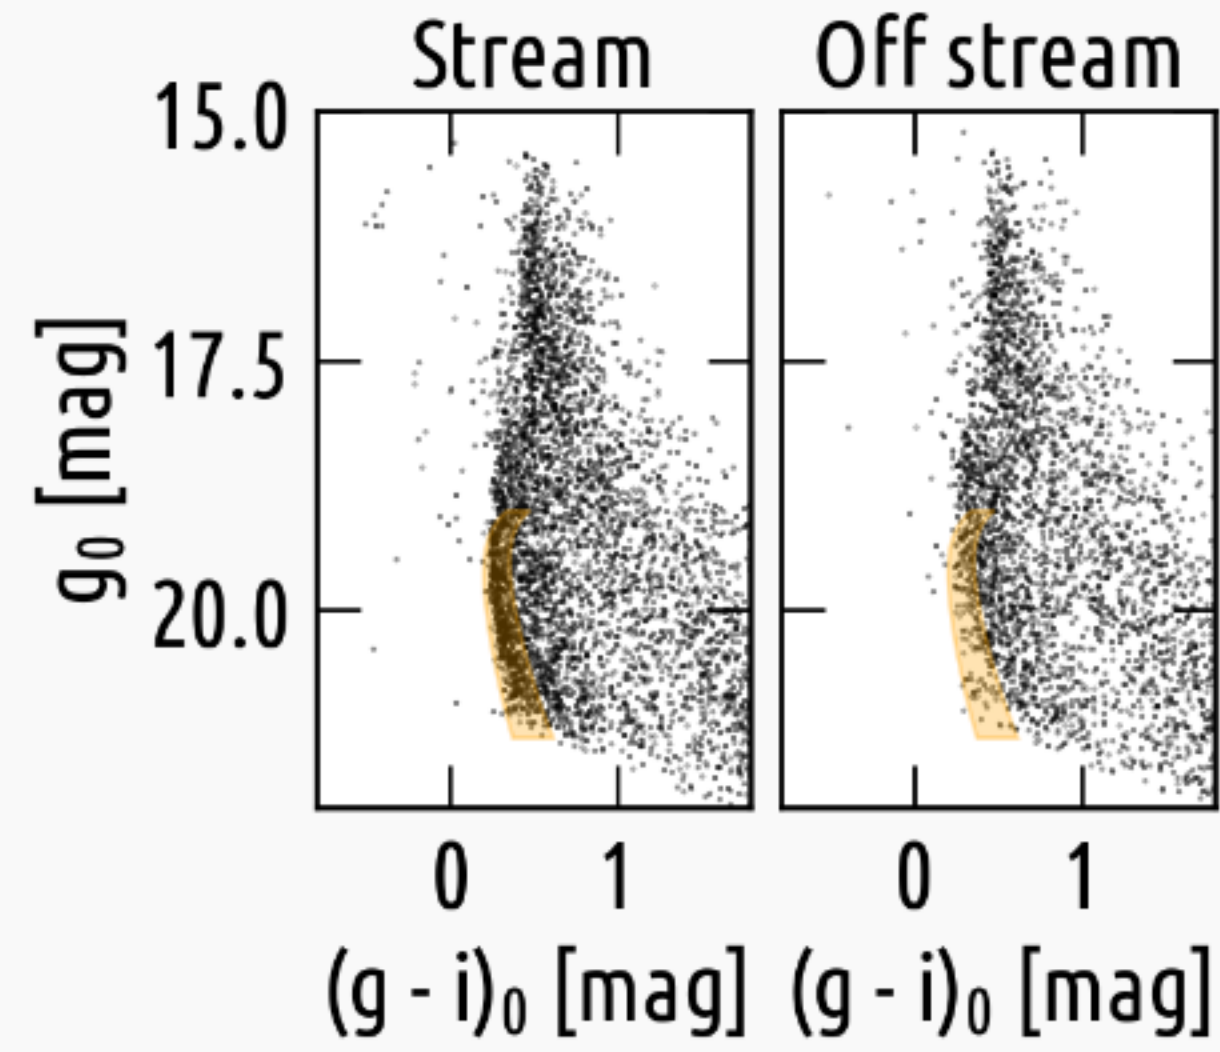 Stream Off stream
15.0
17.5
20.0
g₀ [mag]
0 1 0 1
(g - i)₀ [mag] (g - i)₀ [mag]